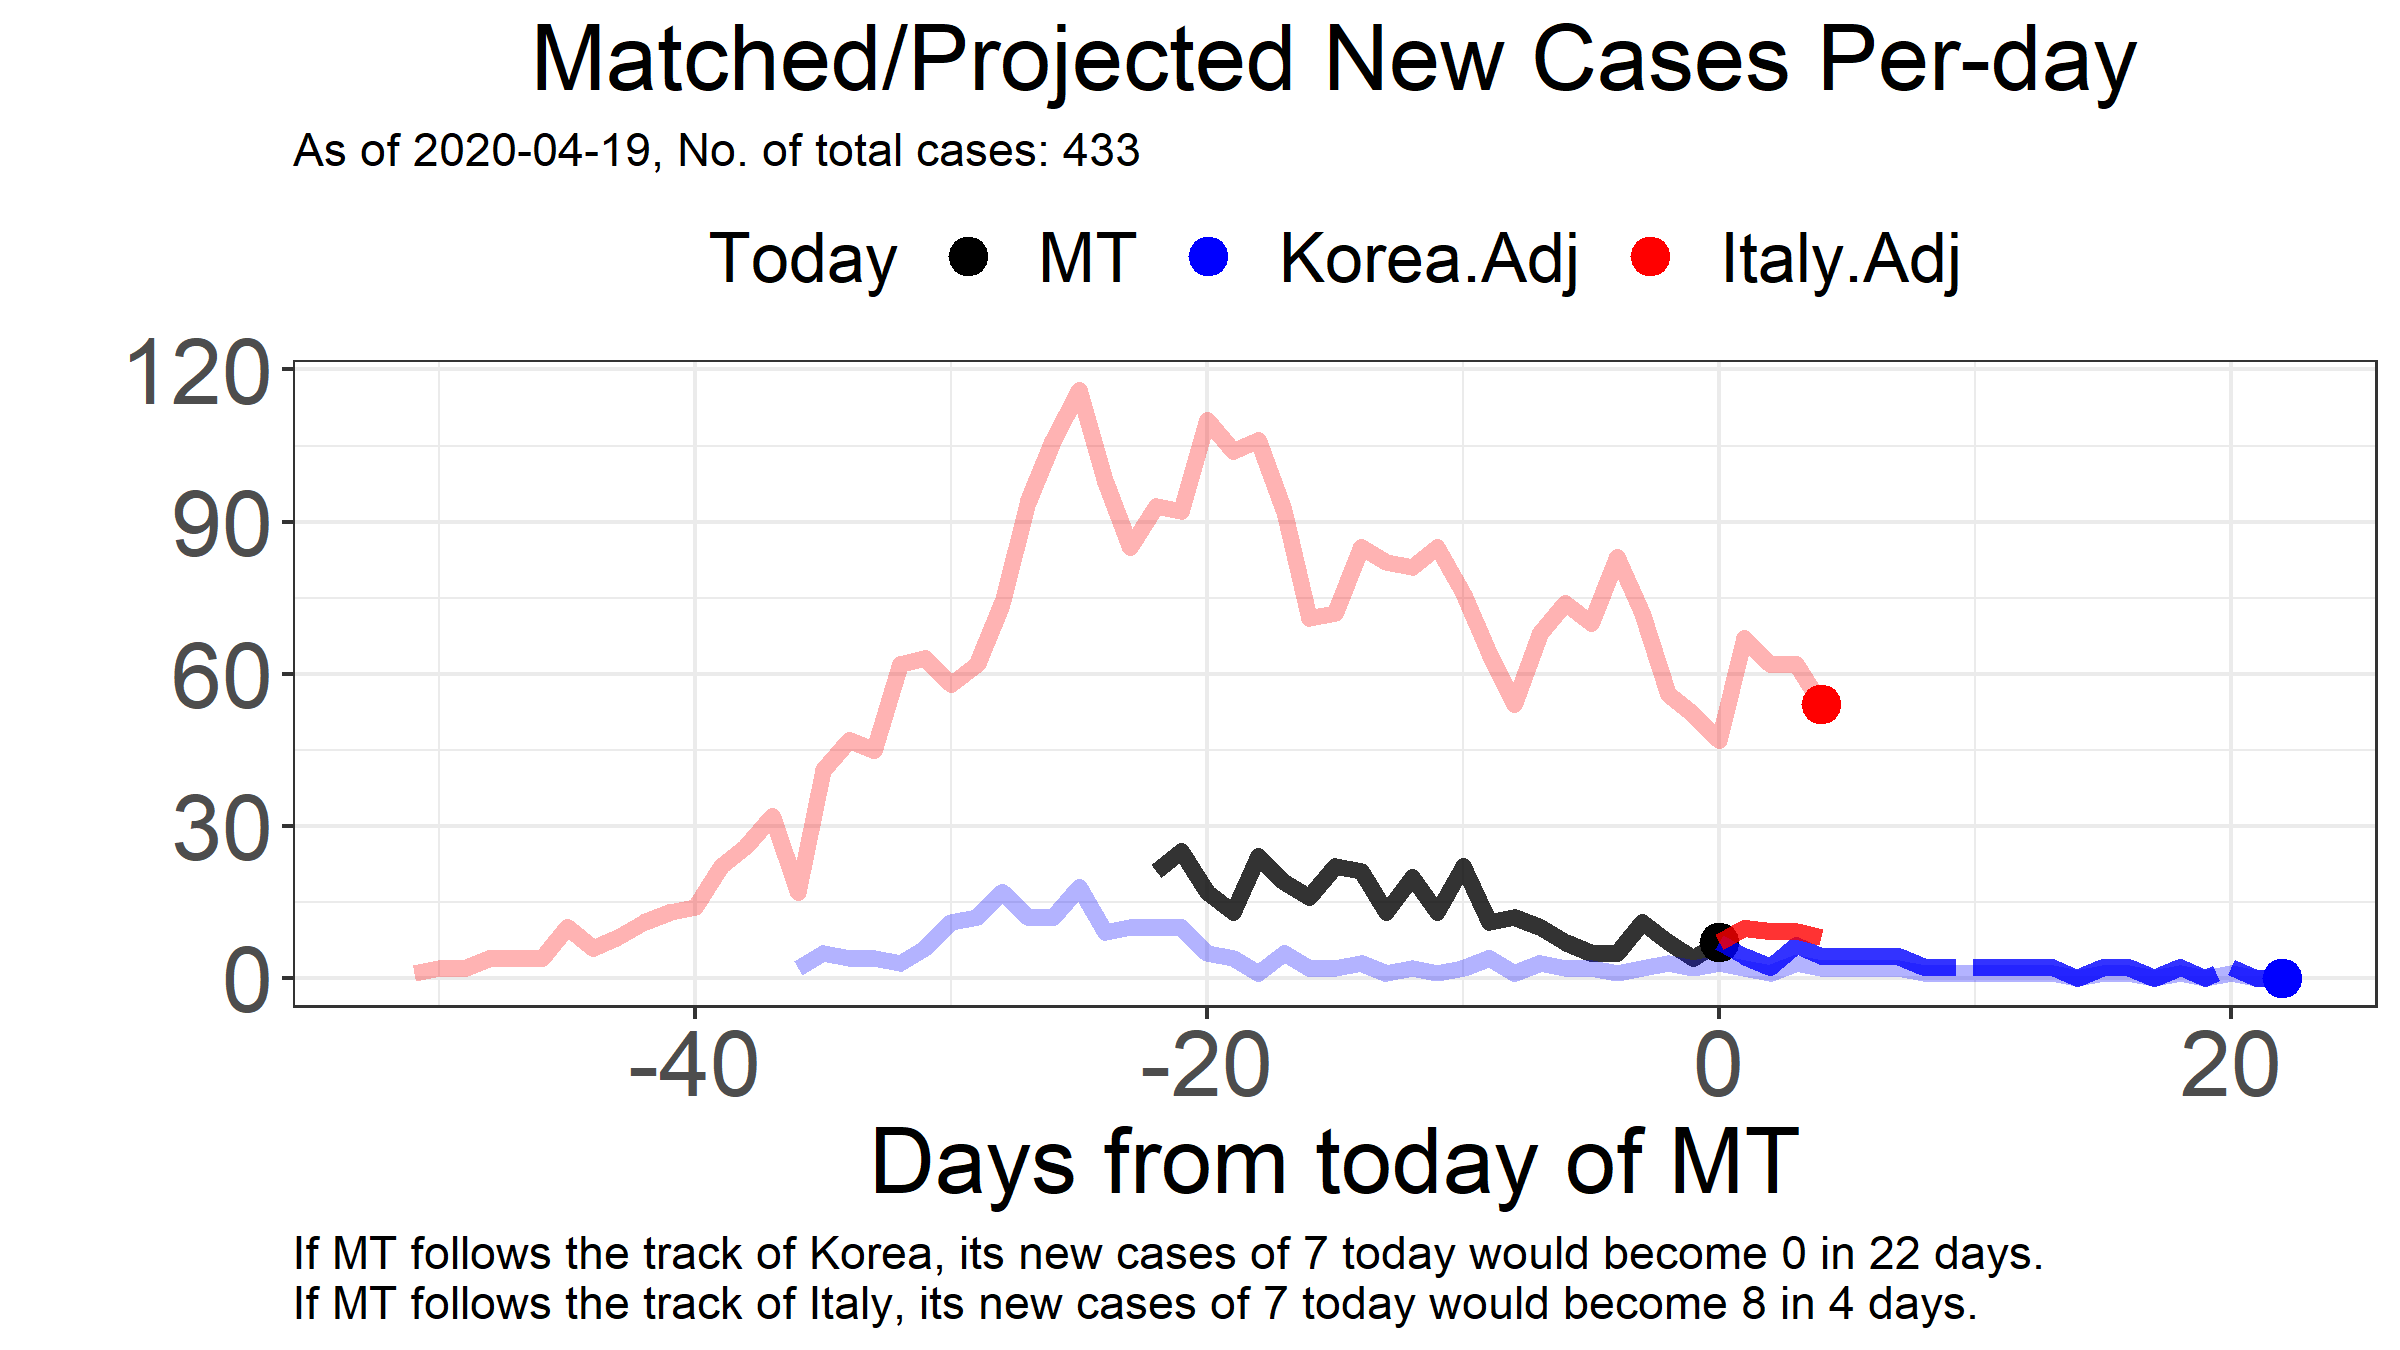 Matched/Projected New Cases Per-day
As of 2020-04-19, No. of total cases: 433
Today MT Korea.Adj Italy.Adj
120
90
60
30
0
-40 -20 0 20
Days from today of MT
If MT follows the track of Korea, its new cases of 7 today would become 0 in 22 days.
If MT follows the track of Italy, its new cases of 7 today would become 8 in 4 days.